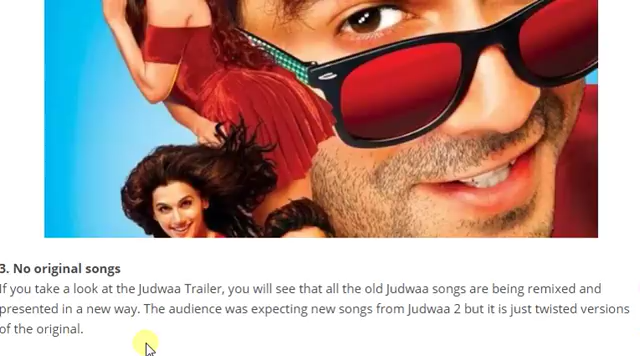 3. No original songs
If you take a look at the Judwaa Trailer, you will see that all the old Judwaa songs are being remixed and
presented in a new way. The audience was expecting new songs from Judwaa 2 but it is just twisted versions
of the original.